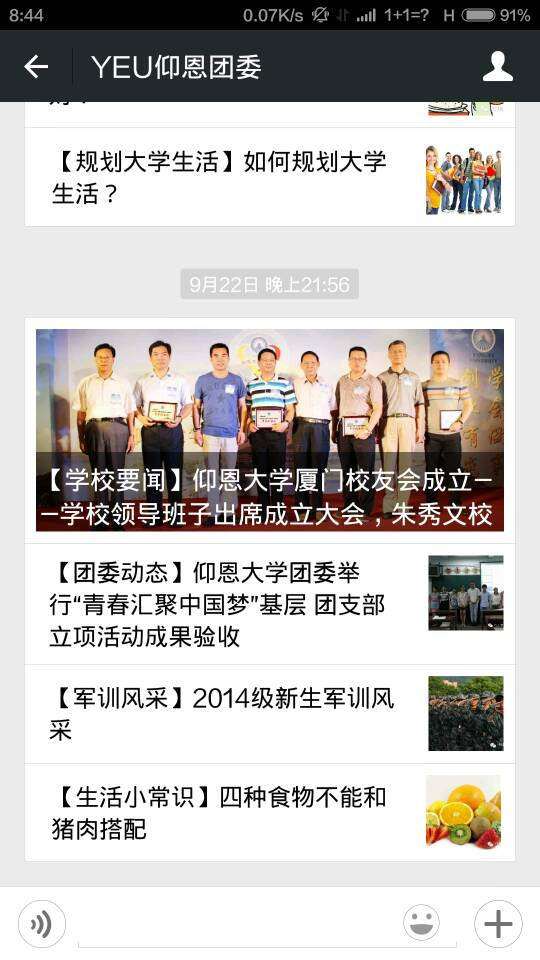 8:44
0.07K/s
1+1=?
H
91%
YEU仰恩团委
【规划大学生活】如何规划大学
生活？
9月22日 晚上21:56
【学校要闻】仰恩大学厦门校友会成立—
—学校领导班子出席成立大会，朱秀文校
【团委动态】仰恩大学团委举
行“青春汇聚中国梦”基层 团支部
立项活动成果验收
【军训风采】2014级新生军训风
采
【生活小常识】四种食物不能和
猪肉搭配